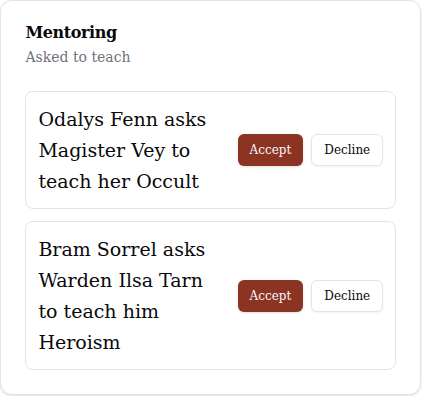 Mentoring
Asked to teach
Odalys Fenn asks
Magister Vey to
teach her Occult
Accept
Decline
Bram Sorrel asks
Warden Ilsa Tarn
to teach him
Heroism
Accept
Decline